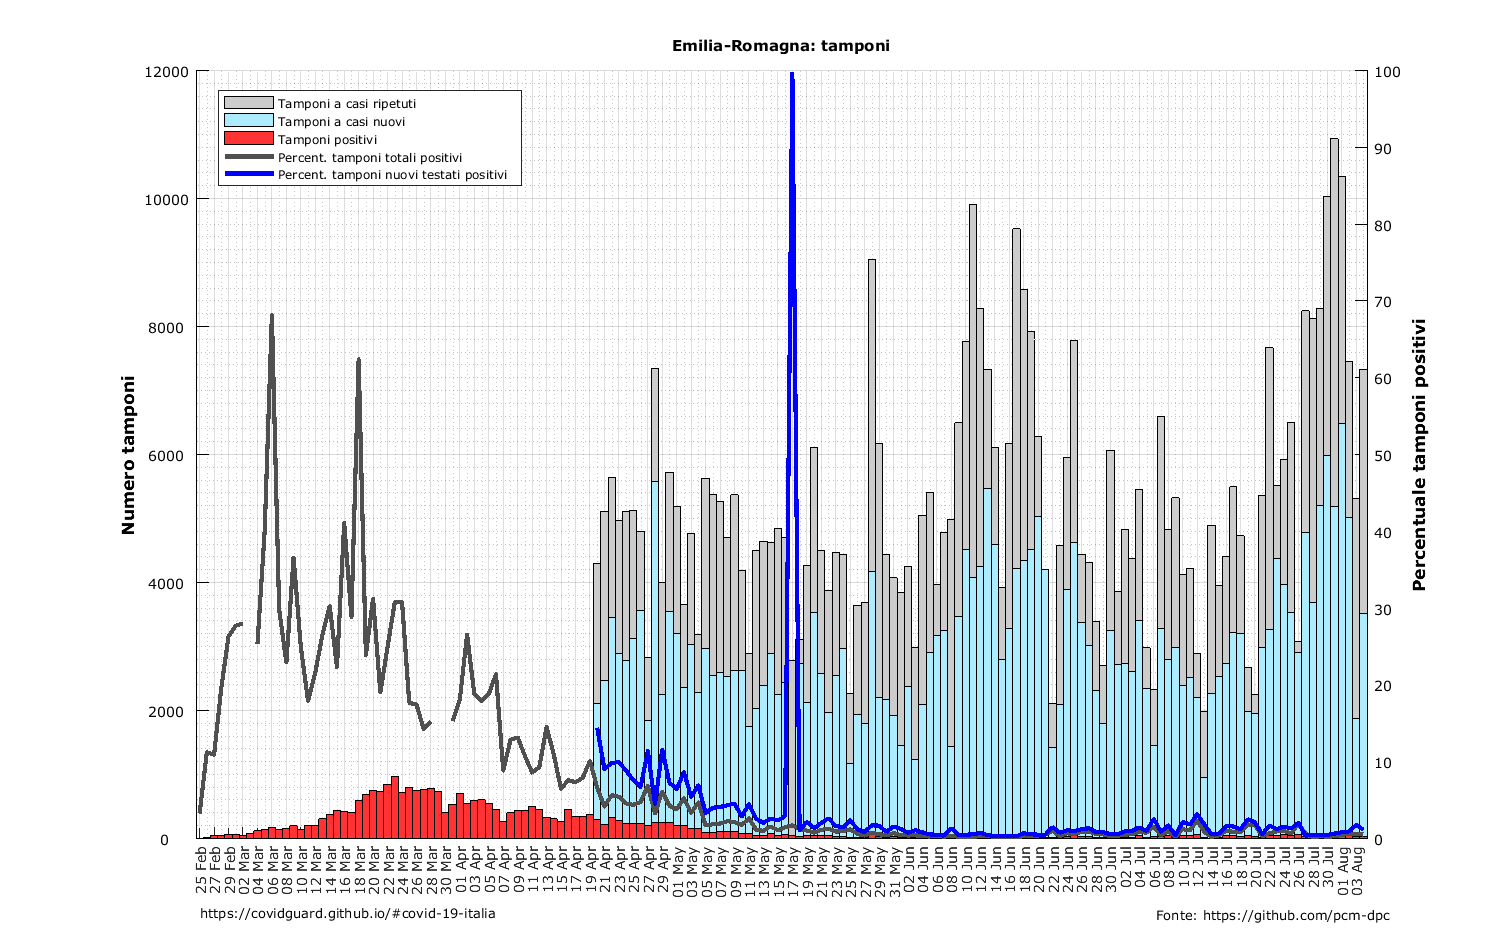 Emilia-Romagna: tamponi
Tamponi a casi ripetuti
Tamponi a casi nuovi
Tamponi positivi
Percent. tamponi totali positivi
Percent. tamponi nuovi testati positivi
Numero tamponi
12000
10000
8000
6000
4000
2000
0
Percentuale tamponi positivi
100
90
80
70
60
50
40
30
20
10
0
25 Feb
27 Feb
29 Feb
02 Mar
04 Mar
06 Mar
08 Mar
10 Mar
12 Mar
14 Mar
16 Mar
18 Mar
20 Mar
22 Mar
24 Mar
26 Mar
28 Mar
30 Mar
01 Apr
03 Apr
05 Apr
07 Apr
09 Apr
11 Apr
13 Apr
15 Apr
17 Apr
19 Apr
21 Apr
23 Apr
25 Apr
27 Apr
29 Apr
01 May
03 May
05 May
07 May
09 May
11 May
13 May
15 May
17 May
19 May
21 May
23 May
25 May
27 May
29 May
31 May
02 Jun
04 Jun
06 Jun
08 Jun
10 Jun
12 Jun
14 Jun
16 Jun
18 Jun
20 Jun
22 Jun
24 Jun
26 Jun
28 Jun
30 Jun
02 Jul
04 Jul
06 Jul
08 Jul
10 Jul
12 Jul
14 Jul
16 Jul
18 Jul
20 Jul
22 Jul
24 Jul
26 Jul
28 Jul
30 Jul
01 Aug
03 Aug
https://covidguard.github.io/#covid-19-italia
Fonte: https://github.com/pcm-dpc